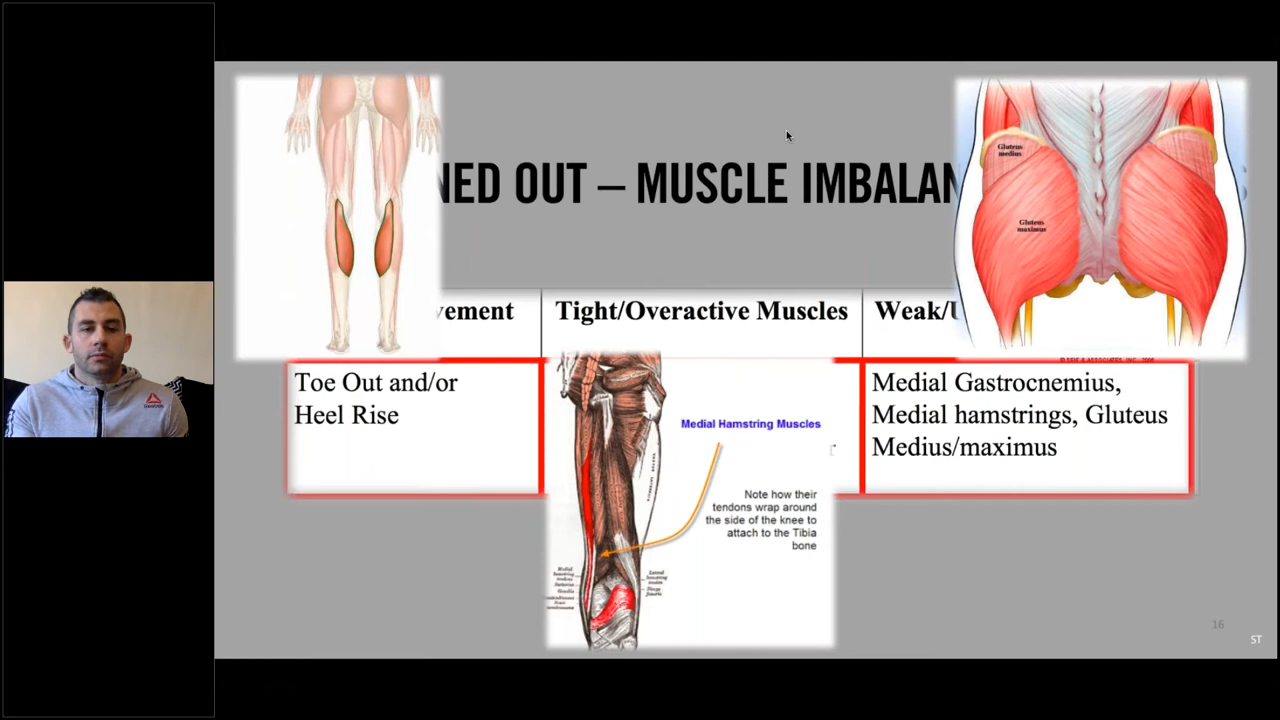 NED OUT – MUSCLE IMBALAN
Gluteus
medius
Gluteus
maximus
vement
Tight/Overactive Muscles
Weak/U
Toe Out and/or
Heel Rise
Medial Gastrocnemius,
Medial hamstrings, Gluteus
Medius/maximus
Medial Hamstring Muscles
Note how their
tendons wrap around
the side of the knee to
attach to the Tibia
bone
16
ST